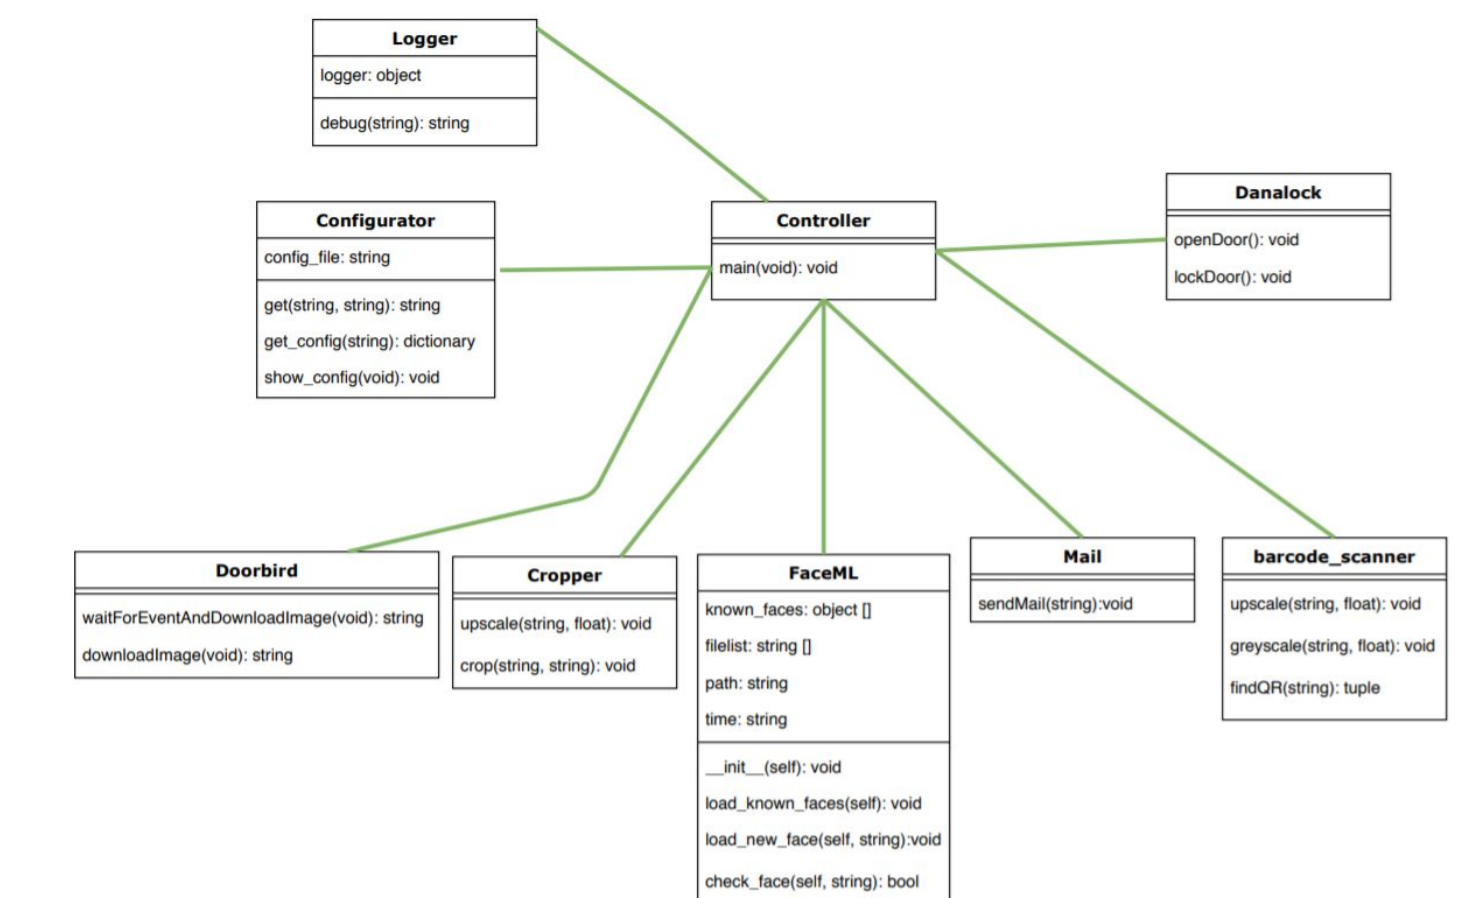 Logger
logger: object
debug(string): string
Configurator
config_file: string
get(string, string): string
get_config(string): dictionary
show_config(void): void
Controller
main(void): void
Danalock
openDoor(): void
lockDoor(): void
Doorbird
waitForEventAndDownloadImage(void): string
downloadImage(void): string
Cropper
upscale(string, float): void
crop(string, string): void
FaceML
known_faces: object []
filelist: string []
path: string
time: string
__init__(self): void
load_known_faces(self): void
load_new_face(self, string):void
check_face(self, string): bool
Mail
sendMail(string):void
barcode_scanner
upscale(string, float): void
greyscale(string, float): void
findQR(string): tuple